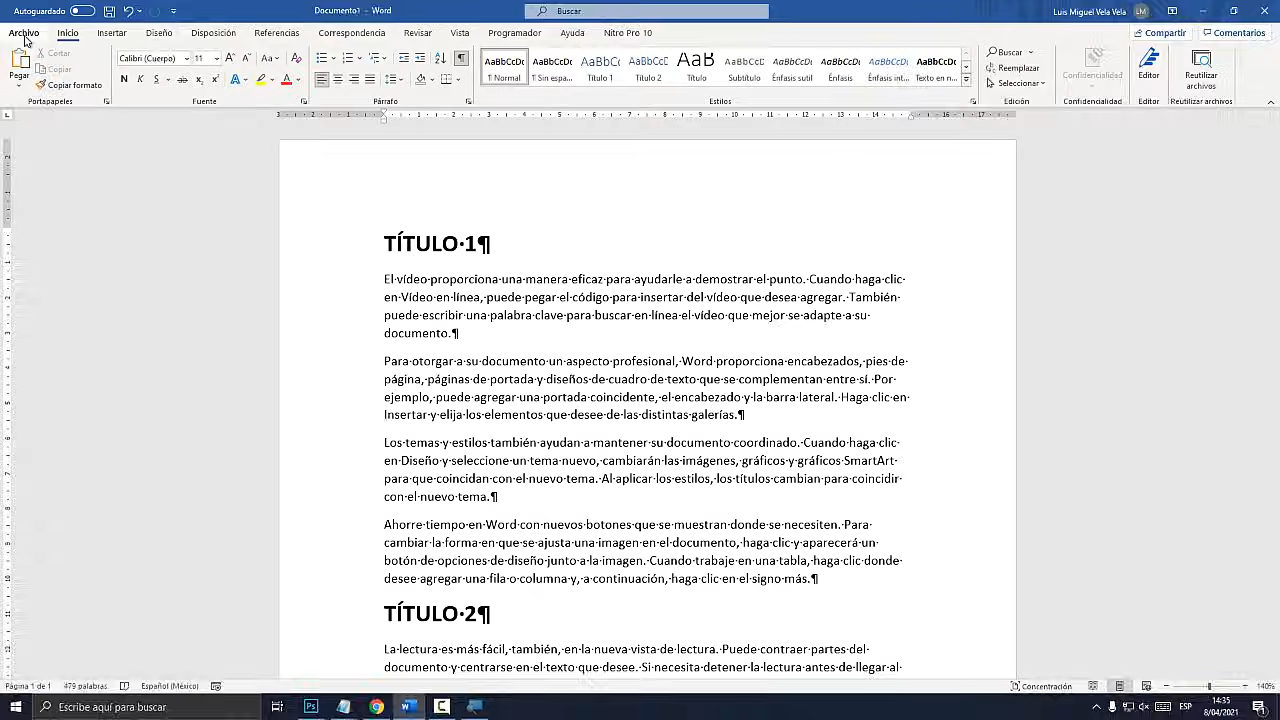 Autoguardado
Documento1 – Word
Buscar
Luis Miguel Vela Vela
LM
Archivo Inicio Insertar Diseño Disposición Referencias Correspondencia Revisar Vista Programador Ayuda Nitro Pro 10
Compartir Comentarios
Pegar
Cortar
Copiar
Copiar formato
Portapapeles
Calibri (Cuerpo) 11
Fuente
Párrafo
AaBbCcDc 1 Normal
AaBbCcDc 1 Sin espa...
AaBbCc Título 1
AaBbCcC Título 2
AaB Título
AaBbCcC Subtítulo
AaBbCcDc Énfasis sutil
AaBbCcDc Énfasis
AaBbCcDc Énfasis int...
AaBbCcDc Texto en n...
Estilos
Buscar
Reemplazar
Seleccionar
Edición
Confidencialidad
Confidencialidad
Editor
Editor
Reutilizar archivos
Reutilizar archivos
TÍTULO·1¶
El·vídeo·proporciona·una·manera·eficaz·para·ayudarle·a·demostrar·el·punto.·Cuando·haga·clic·
en·Vídeo·en·línea,·puede·pegar·el·código·para·insertar·del·vídeo·que·desea·agregar.·También·
puede·escribir·una·palabra·clave·para·buscar·en·línea·el·vídeo·que·mejor·se·adapte·a·su·
documento.¶
Para·otorgar·a·su·documento·un·aspecto·profesional,·Word·proporciona·encabezados,·pies·de·
página,·páginas·de·portada·y·diseños·de·cuadro·de·texto·que·se·complementan·entre·sí.·Por·
ejemplo,·puede·agregar·una·portada·coincidente,·el·encabezado·y·la·barra·lateral.·Haga·clic·en·
Insertar·y·elija·los·elementos·que·desee·de·las·distintas·galerías.¶
Los·temas·y·estilos·también·ayudan·a·mantener·su·documento·coordinado.·Cuando·haga·clic·
en·Diseño·y·seleccione·un·tema·nuevo,·cambiarán·las·imágenes,·gráficos·y·gráficos·SmartArt·
para·que·coincidan·con·el·nuevo·tema.·Al·aplicar·los·estilos,·los·títulos·cambian·para·coincidir·
con·el·nuevo·tema.¶
Ahorre·tiempo·en·Word·con·nuevos·botones·que·se·muestran·donde·se·necesiten.·Para·
cambiar·la·forma·en·que·se·ajusta·una·imagen·en·el·documento,·haga·clic·y·aparecerá·un·
botón·de·opciones·de·diseño·junto·a·la·imagen.·Cuando·trabaje·en·una·tabla,·haga·clic·donde·
desee·agregar·una·fila·o·columna·y,·a·continuación,·haga·clic·en·el·signo·más.¶
TÍTULO·2¶
La·lectura·es·más·fácil,·también,·en·la·nueva·vista·de·lectura.·Puede·contraer·partes·del·
documento·y·centrarse·en·el·texto·que·desee.·Si·necesita·detener·la·lectura·antes·de·llegar·al·
Página 1 de 1 479 palabras Español (México)
Concentración
140%
Escribe aquí para buscar
ESP
14:35
8/04/2021